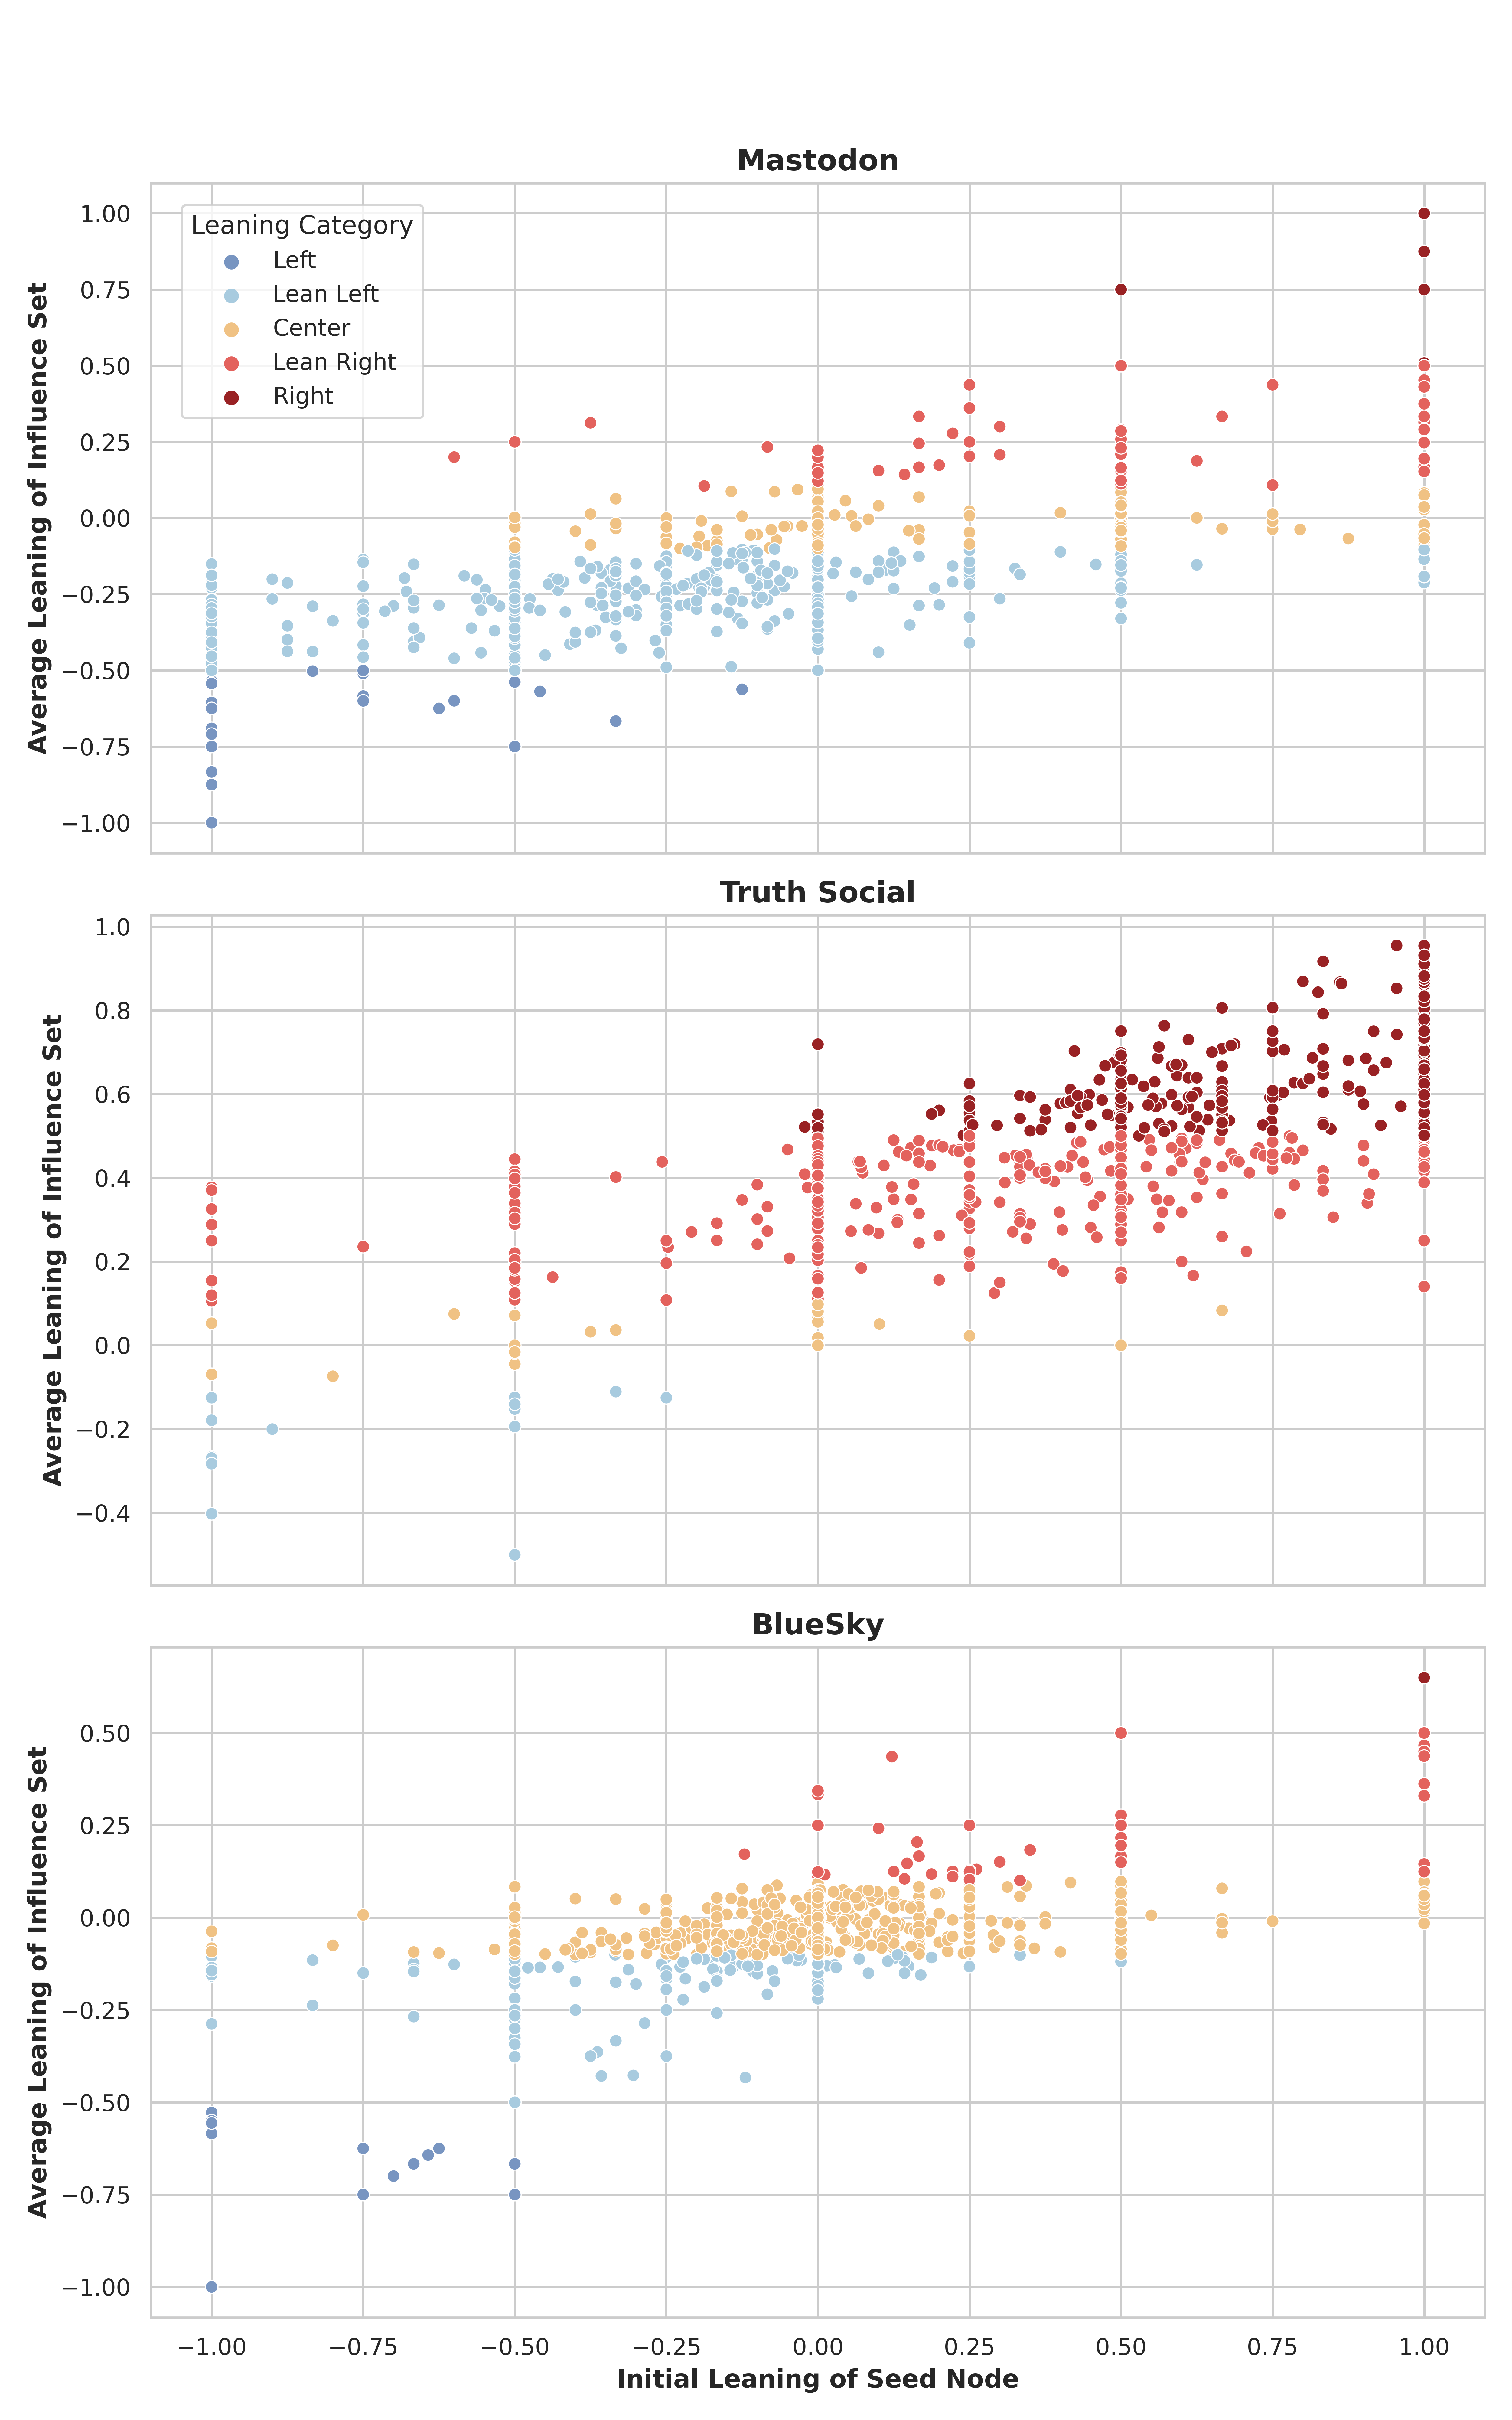 Mastodon
Average Leaning of Influence Set
1.00
0.75
0.50
0.25
0.00
−0.25
−0.50
−0.75
−1.00
Leaning Category
Left
Lean Left
Center
Lean Right
Right
Truth Social
Average Leaning of Influence Set
1.0
0.8
0.6
0.4
0.2
0.0
−0.2
−0.4
BlueSky
Average Leaning of Influence Set
0.50
0.25
0.00
−0.25
−0.50
−0.75
−1.00
−1.00 −0.75 −0.50 −0.25 0.00 0.25 0.50 0.75 1.00
Initial Leaning of Seed Node